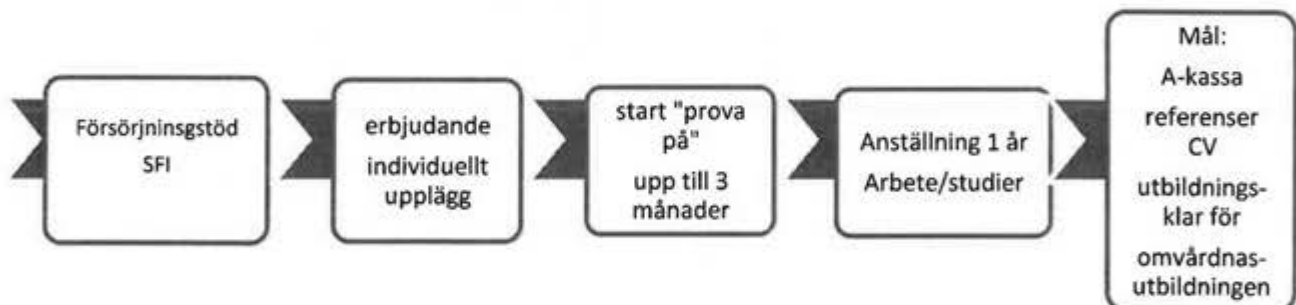 Försörjninsgstöd
SFI
erbjudande
individuellt
upplägg
start "prova
på"
upp till 3
månader
Anställning 1 år
Arbete/studier
Mål:
A-kassa
referenser
CV
utbildnings-
klar för
omvårdnas-
utbildningen